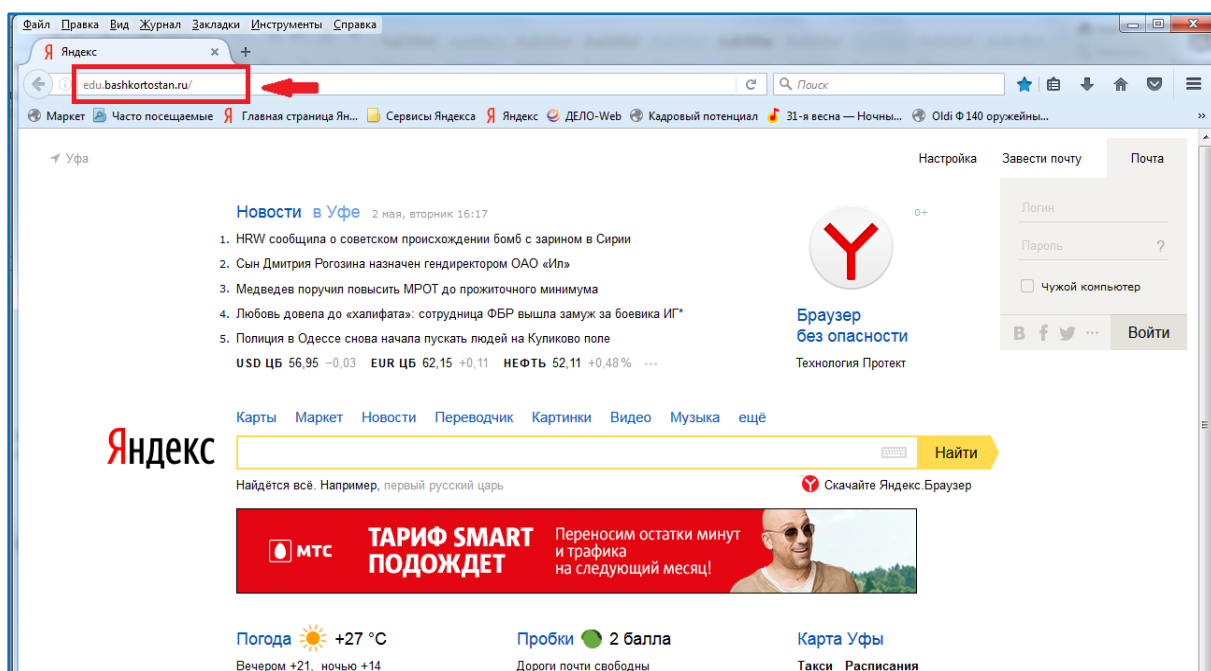 Файл Правка Вид Журнал Закладки Инструменты Справка
Яндекс
edu.bashkortostan.ru/
Поиск
Маркет Часто посещаемые Главная страница Ян... Сервисы Яндекса Яндекс ДЕЛО-Web Кадровый потенциал 31-я весна — Ночны... Oldi Ф 140 оружейны...
Уфа
Настройка Завести почту Почта
Новости в Уфе 2 мая, вторник 16:17
0+
Логин
1. HRW сообщила о советском происхождении бомб с зарином в Сирии
Пароль ?
2. Сын Дмитрия Рогозина назначен гендиректором ОАО «Ил»
3. Медведев поручил повысить МРОТ до прожиточного минимума
Чужой компьютер
4. Любовь довела до «халифата»: сотрудница ФБР вышла замуж за боевика ИГ*
5. Полиция в Одессе снова начала пускать людей на Куликово поле
Браузер
без опасности
Войти
USD ЦБ 56,95 −0,03 EUR ЦБ 62,15 +0,11 НЕФТЬ 52,11 +0,48% ···
Технология Протект
Карты Маркет Новости Переводчик Картинки Видео Музыка ещё
Яндекс
Найти
Найдётся всё. Например, первый русский царь
Скачайте Яндекс.Браузер
МТС
ТАРИФ SMART
ПОДОЖДЕТ
Переносим остатки минут
и трафика
на следующий месяц!
Погода +27 °C
Вечером +21, ночью +14
Пробки 2 балла
Дороги почти свободны
Карта Уфы
Такси Расписания